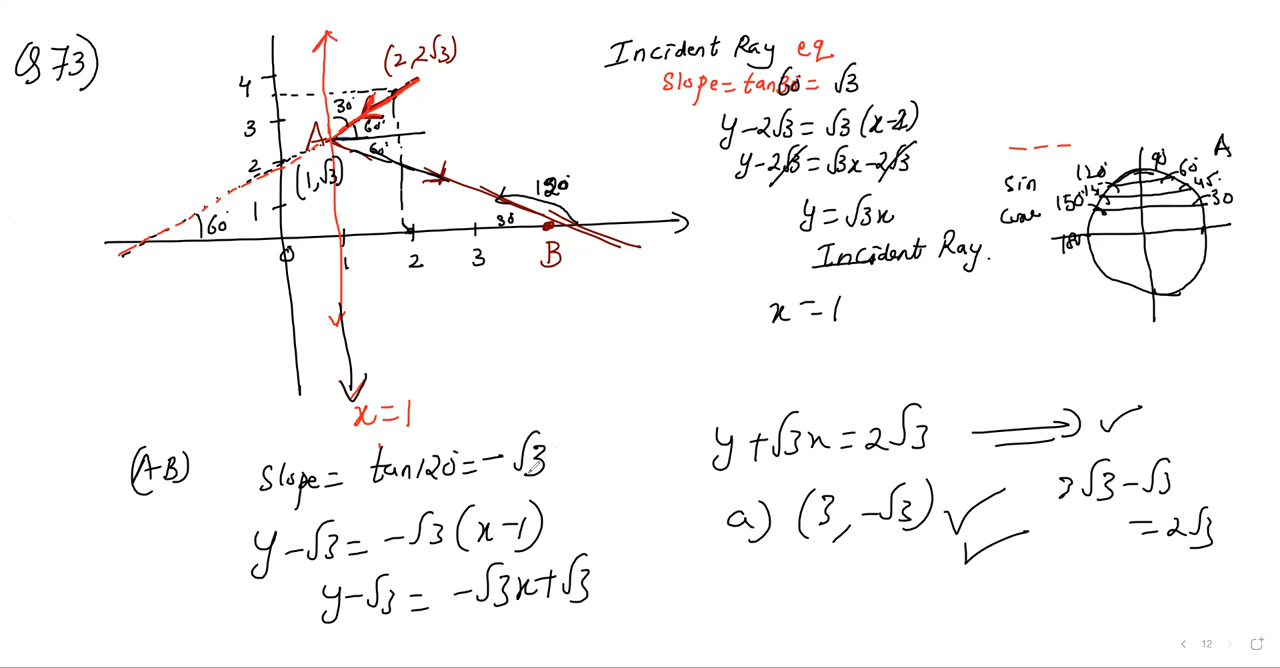 Q 73)
(2, 2√3)
4
3
2
1
0
1
2
3
A
30°
60°
60°
(1, √3)
60°
120°
30
B
x = 1
Incident Ray eq
Slope = tan60 = √3
y - 2√3 = √3 (x - 2)
y - 2√3 = √3x - 2√3
y = √3x
Incident Ray.
x = 1
A
Sin
90
120°
60°
45°
150°
30
180
(AB)
Slope = tan120° = - √3
y - √3 = - √3 (x - 1)
y - √3 = - √3x + √3
y + √3x = 2√3
a) (3, -√3)
3√3 - √3
= 2√3
12